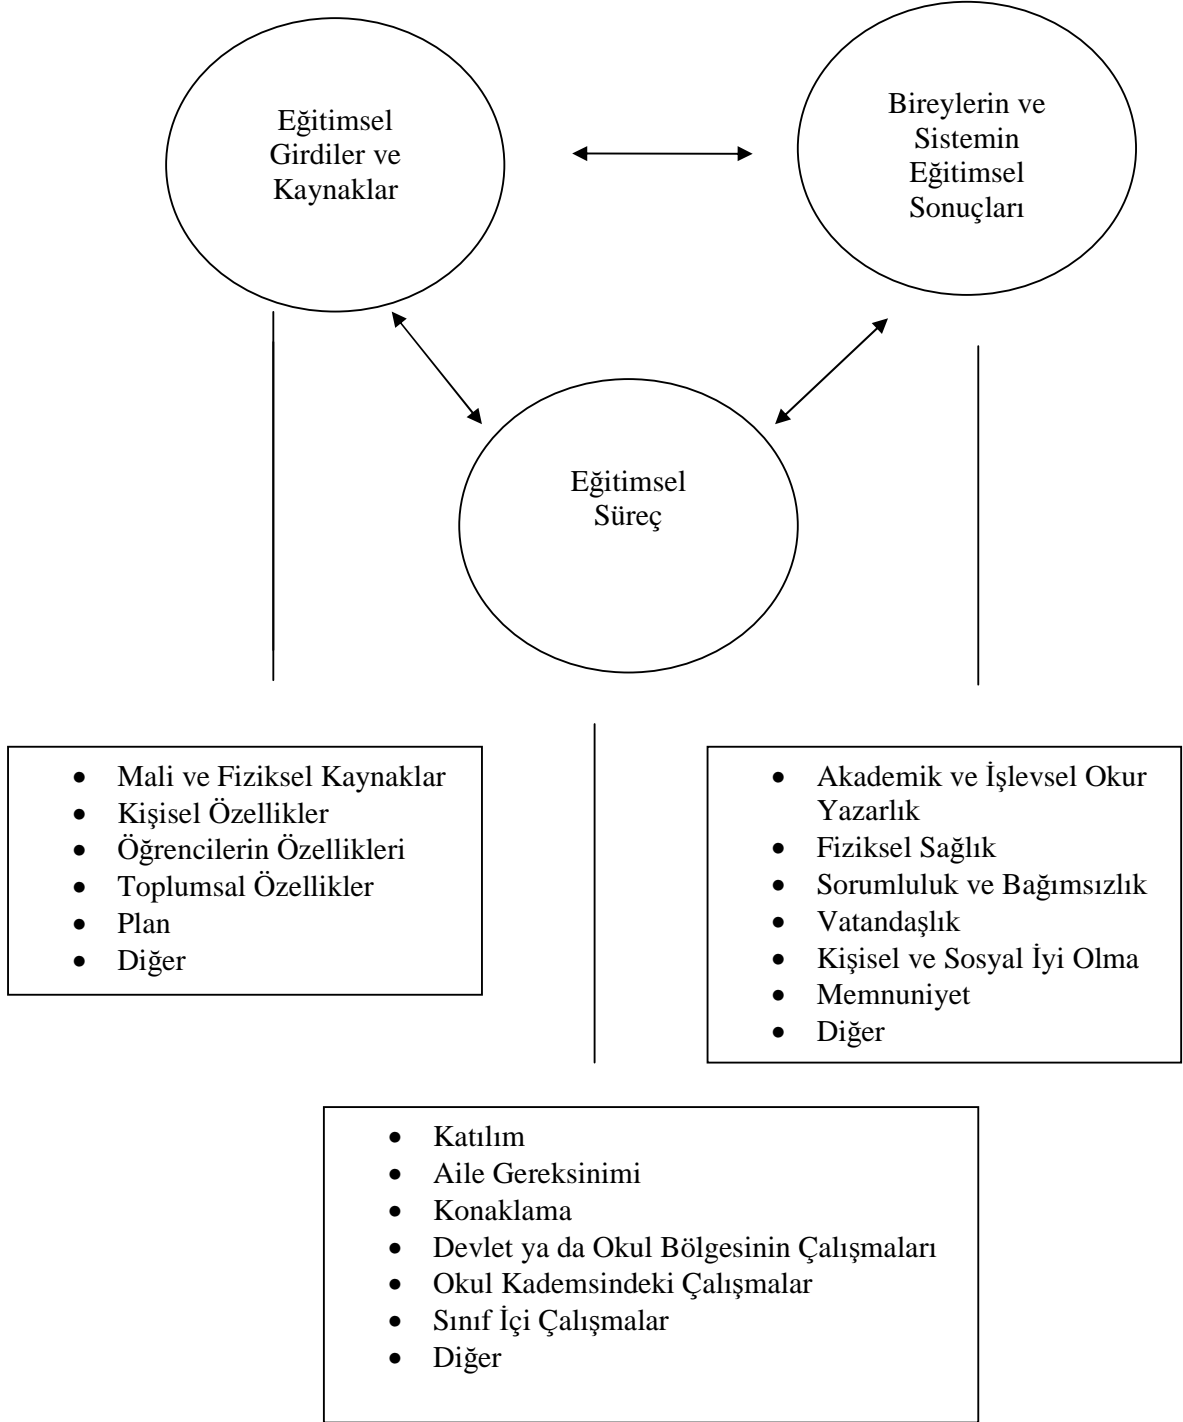 Eğitimsel
Girdiler ve
Kaynaklar
Bireylerin ve
Sistemin
Eğitimsel
Sonuçları
Eğitimsel
Süreç
• Mali ve Fiziksel Kaynaklar
• Kişisel Özellikler
• Öğrencilerin Özellikleri
• Toplumsal Özellikler
• Plan
• Diğer
• Akademik ve İşlevsel Okur
Yazarlık
• Fiziksel Sağlık
• Sorumluluk ve Bağımsızlık
• Vatandaşlık
• Kişisel ve Sosyal İyi Olma
• Memnuniyet
• Diğer
• Katılım
• Aile Gereksinimi
• Konaklama
• Devlet ya da Okul Bölgesinin Çalışmaları
• Okul Kademsindeki Çalışmalar
• Sınıf İçi Çalışmalar
• Diğer